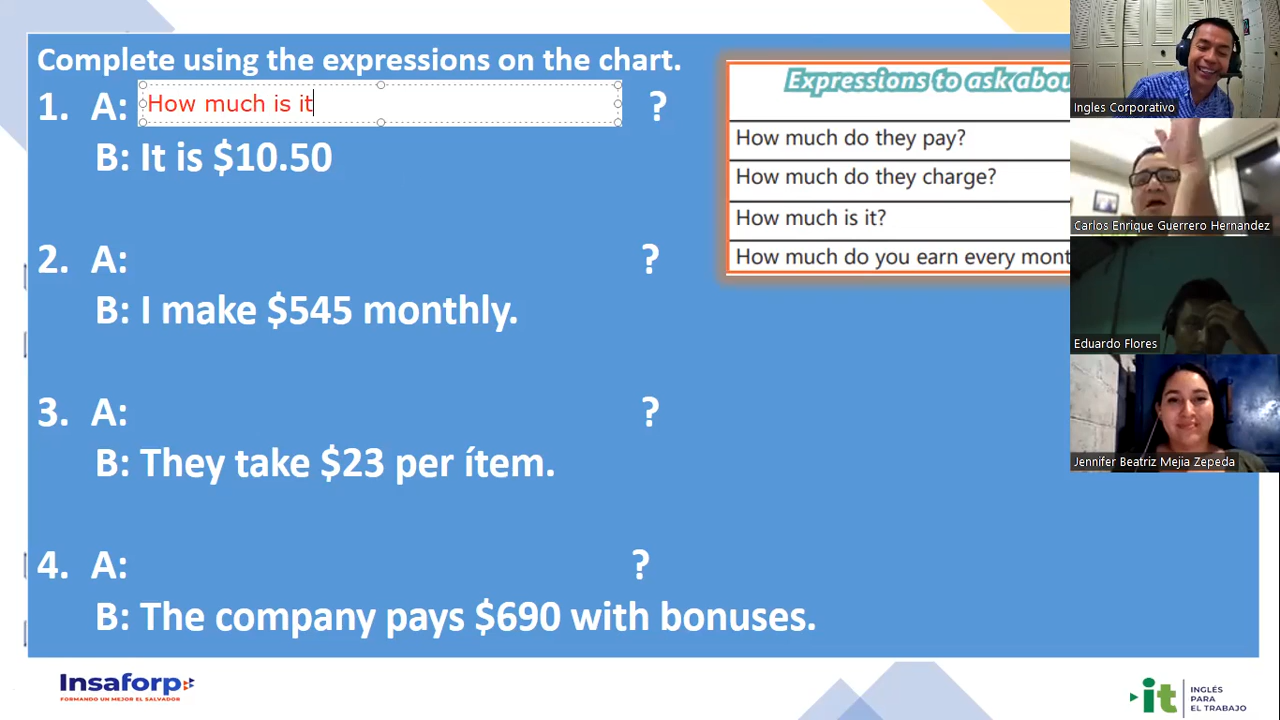 Complete using the expressions on the chart.
1. A: How much is it ?
B: It is $10.50
2. A: ?
B: I make $545 monthly.
3. A: ?
B: They take $23 per ítem.
4. A: ?
B: The company pays $690 with bonuses.
Expressions to ask abou
How much do they pay?
How much do they charge?
How much is it?
How much do you earn every mont
Ingles Corporativo
Carlos Enrique Guerrero Hernandez
Eduardo Flores
Jennifer Beatriz Mejia Zepeda
Insaforp
FORMANDO UN MEJOR EL SALVADOR
it
INGLÉS
PARA
EL TRABAJO